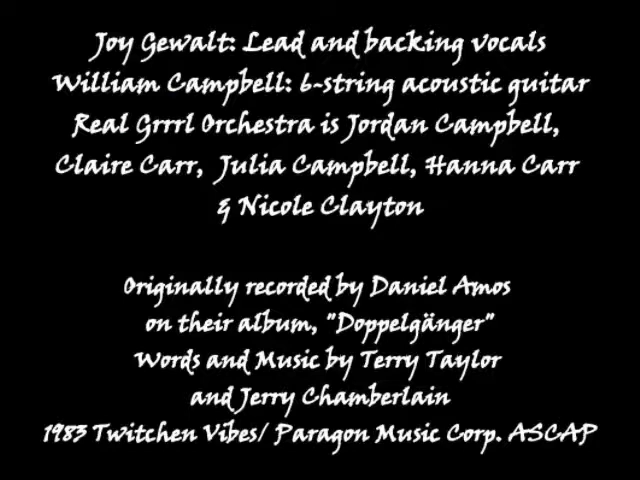 Joy Gewalt: Lead and backing vocals
William Campbell: 6-string acoustic guitar
Real Grrrl Orchestra is Jordan Campbell,
Claire Carr, Julia Campbell, Hanna Carr
& Nicole Clayton
Originally recorded by Daniel Amos
on their album, "Doppelgänger"
Words and Music by Terry Taylor
and Jerry Chamberlain
1983 Twitchen Vibes/ Paragon Music Corp. ASCAP